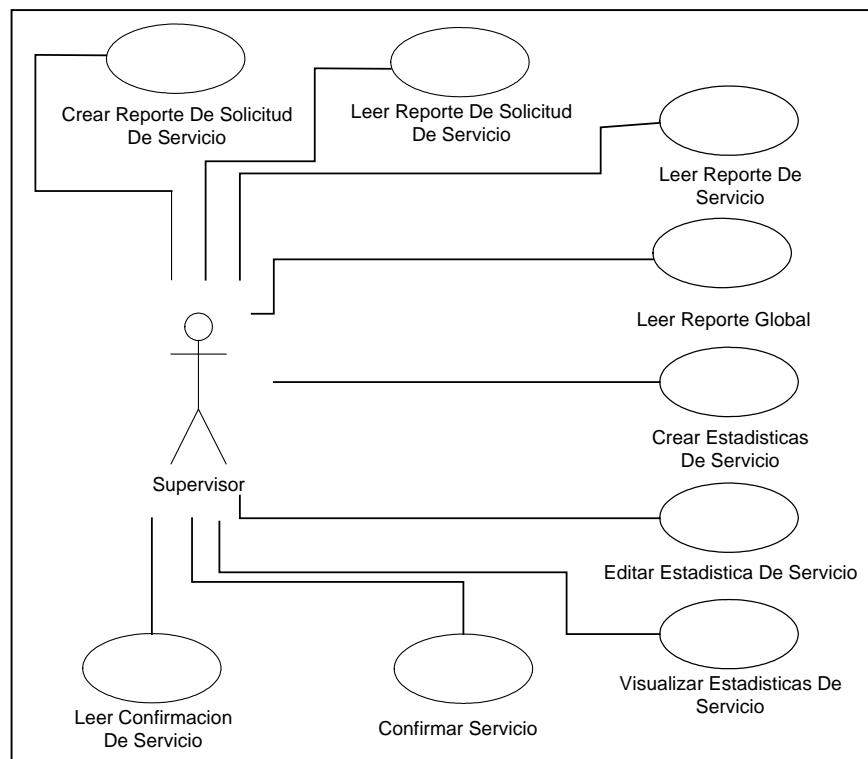 Crear Reporte De Solicitud
De Servicio
Leer Reporte De Solicitud
De Servicio
Leer Reporte De
Servicio
Leer Reporte Global
Crear Estadisticas
De Servicio
Supervisor
Editar Estadistica De Servicio
Visualizar Estadisticas De
Servicio
Leer Confirmacion
De Servicio
Confirmar Servicio